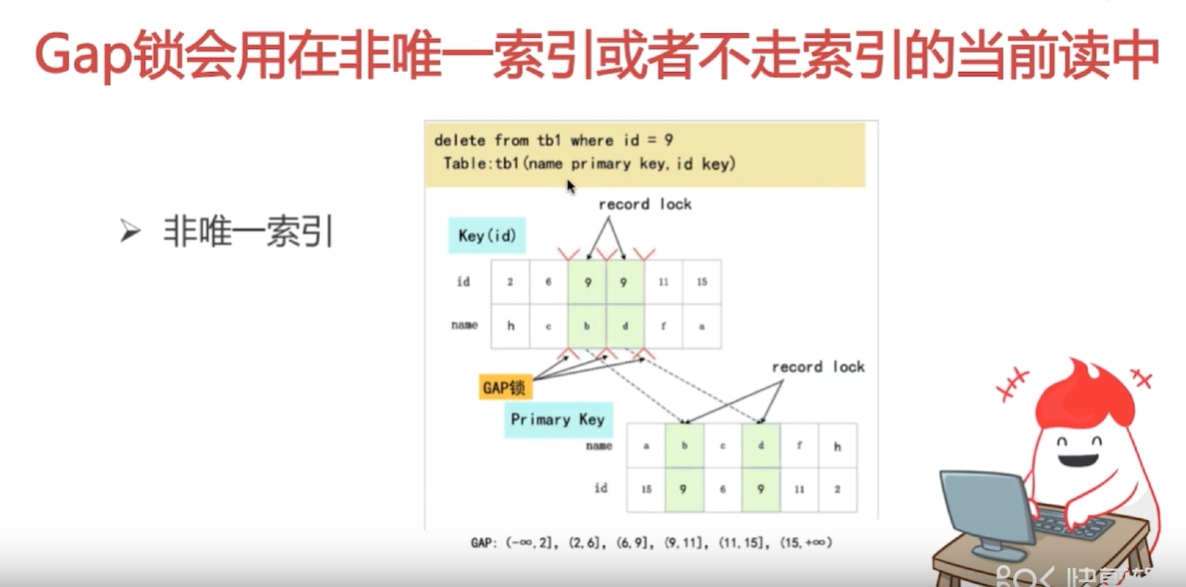 Gap锁会用在非唯一索引或者不走索引的当前读中
delete from tb1 where id = 9
Table:tb1(name primary key,id key)
➢ 非唯一索引
record lock
Key(id)
id 2 6 9 9 11 15
name h c b d f a
record lock
GAP锁
Primary Key
name a b c d f h
id 15 9 6 9 11 2
GAP: (-∞,2], (2,6], (6,9], (9,11], (11,15], (15,+∞)